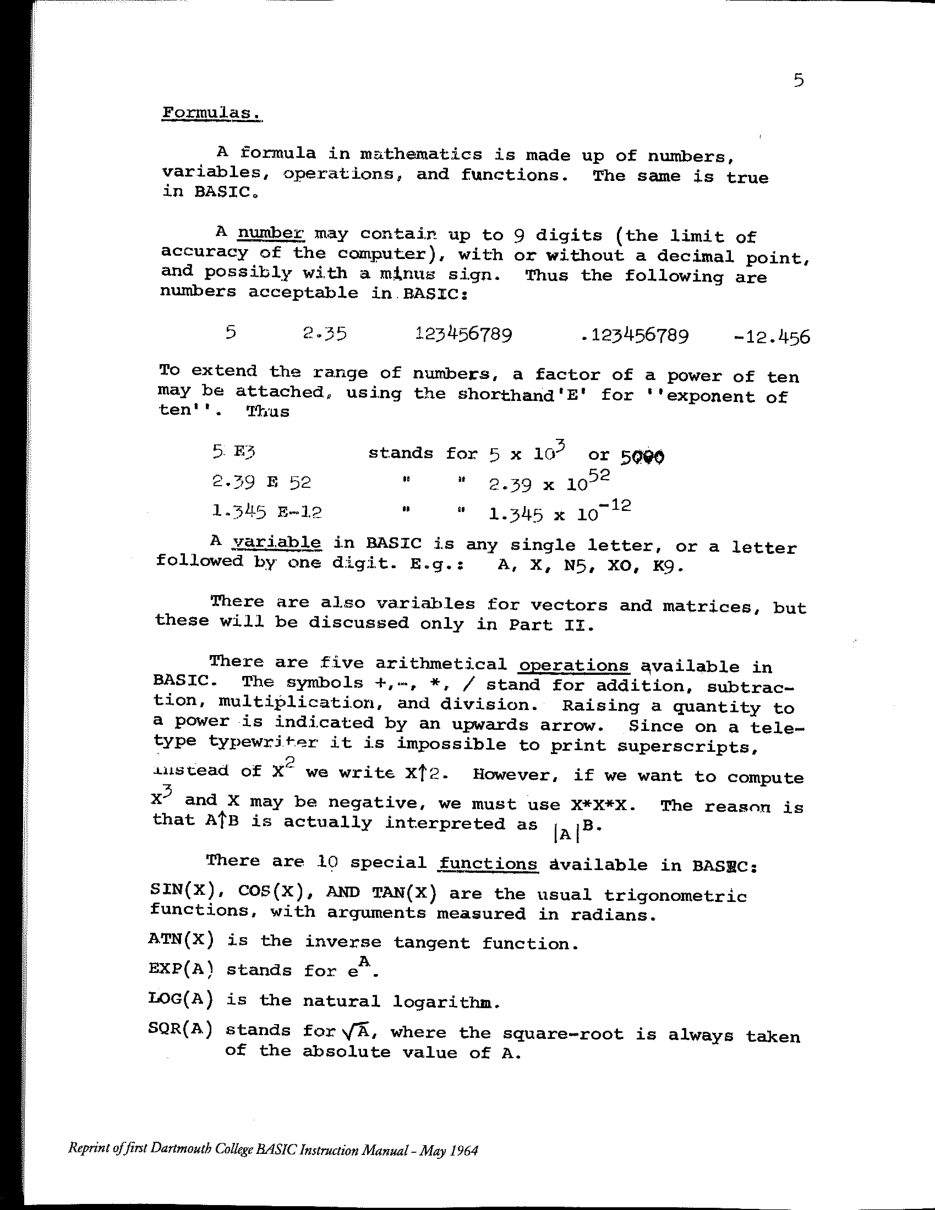 5
Formulas.
A formula in mathematics is made up of numbers,
variables, operations, and functions. The same is true
in BASIC.
A number may contain up to 9 digits (the limit of
accuracy of the computer), with or without a decimal point,
and possibly with a minus sign. Thus the following are
numbers acceptable in BASIC:
5 2.35 123456789 .123456789 -12.456
To extend the range of numbers, a factor of a power of ten
may be attached, using the shorthand'E' for ''exponent of
ten''. Thus
5 E3 stands for 5 x 10³ or 5000
2.39 E 52 " " 2.39 x 10⁵²
1.345 E-12 " " 1.345 x 10⁻¹²
A variable in BASIC is any single letter, or a letter
followed by one digit. E.g.: A, X, N5, XO, K9.
There are also variables for vectors and matrices, but
these will be discussed only in Part II.
There are five arithmetical operations available in
BASIC. The symbols +,-, *, / stand for addition, subtrac-
tion, multiplication, and division. Raising a quantity to
a power is indicated by an upwards arrow. Since on a tele-
type typewriter it is impossible to print superscripts,
instead of X² we write X↑2. However, if we want to compute
X³ and X may be negative, we must use X*X*X. The reason is
that A↑B is actually interpreted as |A|ᴮ.
There are 10 special functions available in BASIC:
SIN(X), COS(X), AND TAN(X) are the usual trigonometric
functions, with arguments measured in radians.
ATN(X) is the inverse tangent function.
EXP(A) stands for eᴬ.
LOG(A) is the natural logarithm.
SQR(A) stands for √A, where the square-root is always taken
of the absolute value of A.
Reprint of first Dartmouth College BASIC Instruction Manual – May 1964